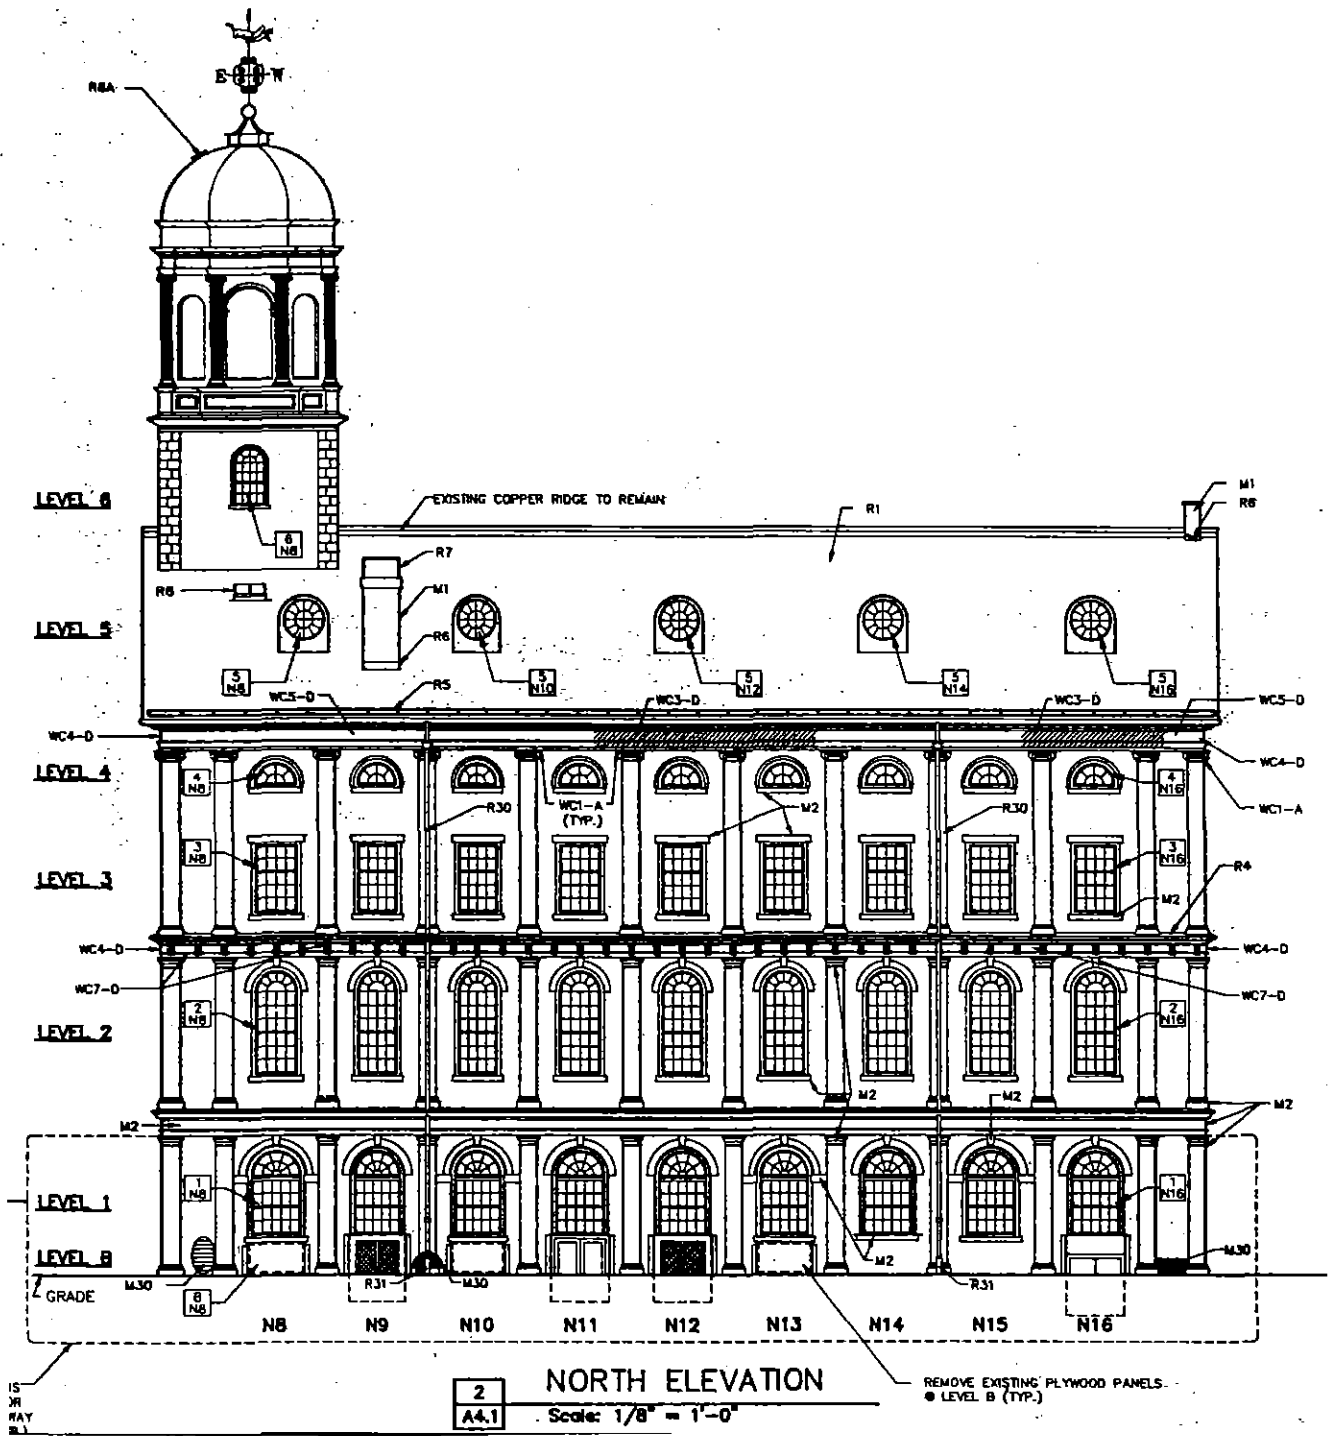 E W
R8A
LEVEL 6
EXISTING COPPER RIDGE TO REMAIN
R1
M1
R6
6
N8
R7
M1
R6
R6
LEVEL 5
5
N8
5
N10
5
N12
5
N14
5
N16
WC5-D
R5
WC3-D
WC3-D
WC5-D
WC4-D
WC4-D
LEVEL 4
4
N8
4
N16
WC1-A
(TYP.)
WC1-A
R30
M2
R30
3
N8
3
N16
R4
LEVEL 3
M2
WC4-D
WC4-D
WC7-D
WC7-D
2
N8
2
N16
LEVEL 2
M2
M2
M2
M2
1
N8
1
N16
LEVEL 1
LEVEL B
M2
M30
M30
R31
M30
R31
GRADE
B
N8
N8 N9 N10 N11 N12 N13 N14 N15 N16
2
A4.1
NORTH ELEVATION
Scale: 1/8" = 1'-0"
REMOVE EXISTING PLYWOOD PANELS
@ LEVEL B (TYP.)
IS
OR
WAY